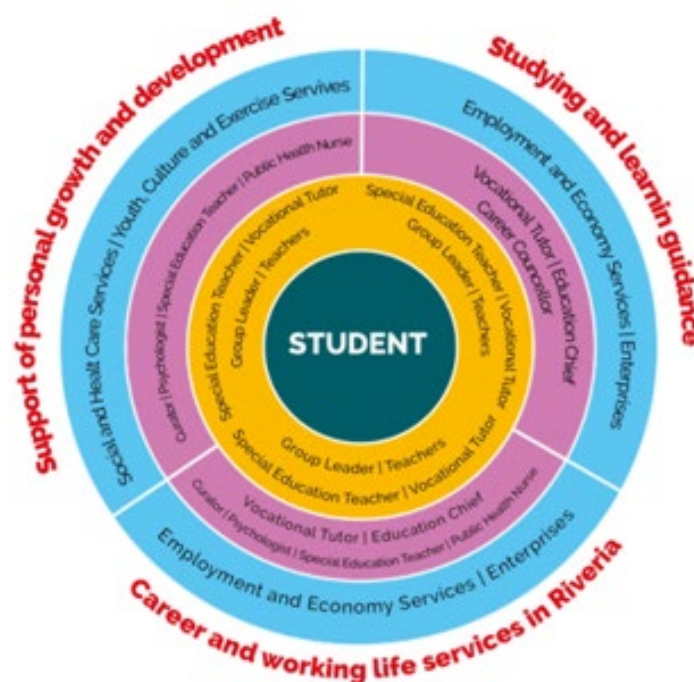 Support of personal growth and development
Social and Healt Care Services | Youth, Culture and Exercise Servives
Curator | Psychologist | Special Education Teacher | Public Health Nurse
Special Education Teacher | Vocational Tutor
Group Leader | Teachers
Studying and learnin guidance
Employment and Economy Services | Enterprises
Vocational Tutor | Education Chief
Career Councellor
Special Education Teacher | Vocational Tutor
Group Leader | Teachers
STUDENT
Group Leader | Teachers
Special Education Teacher | Vocational Tutor
Vocational Tutor | Education Chief
Curator | Psychologist | Special Education Teacher | Public Health Nurse
Employment and Economy Services | Enterprises
Career and working life services in Riveria